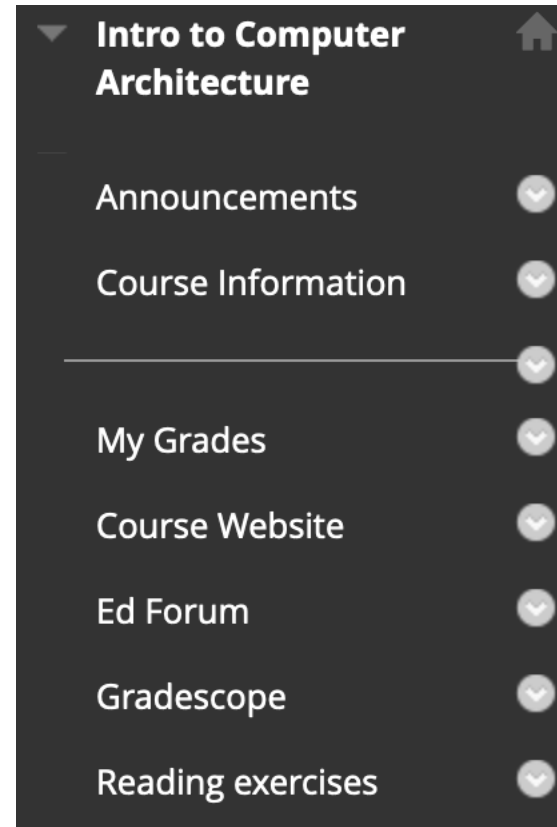 Intro to Computer
Architecture
Announcements
Course Information
My Grades
Course Website
Ed Forum
Gradescope
Reading exercises